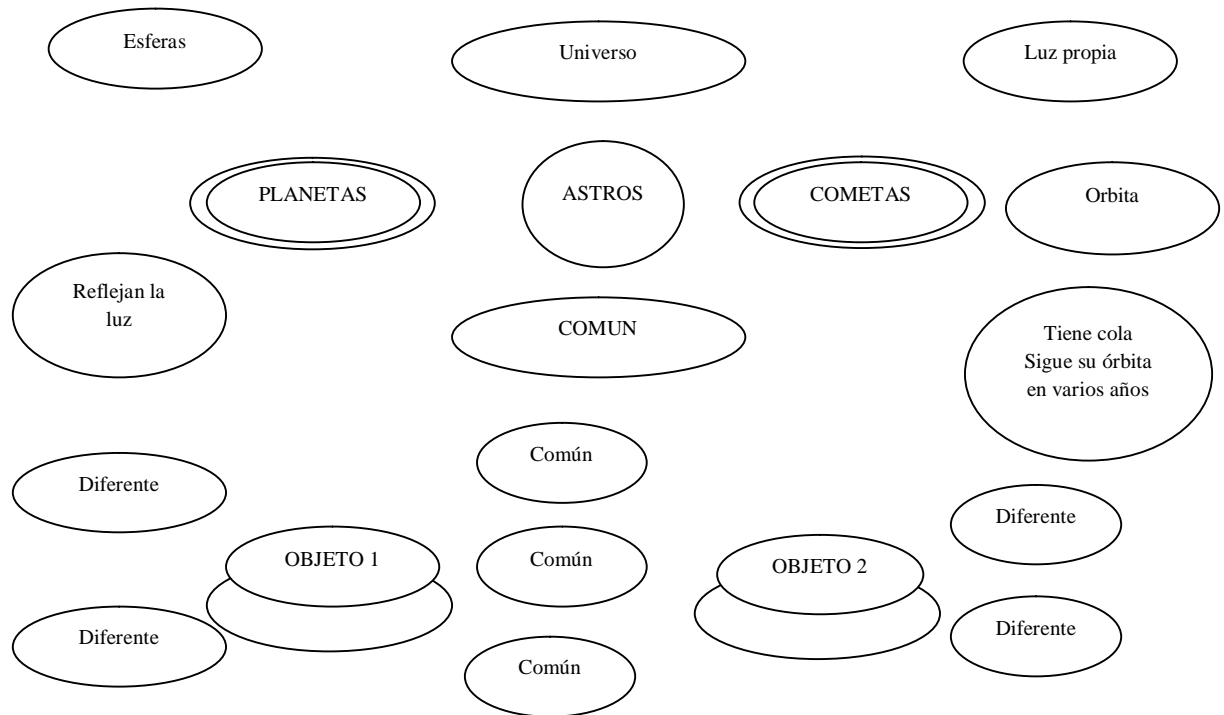 Esferas
Universo
Luz propia
PLANETAS
ASTROS
COMETAS
Orbita
Reflejan la
luz
COMUN
Tiene cola
Sigue su órbita
en varios años
Común
Diferente
Diferente
OBJETO 1
Común
OBJETO 2
Diferente
Diferente
Común